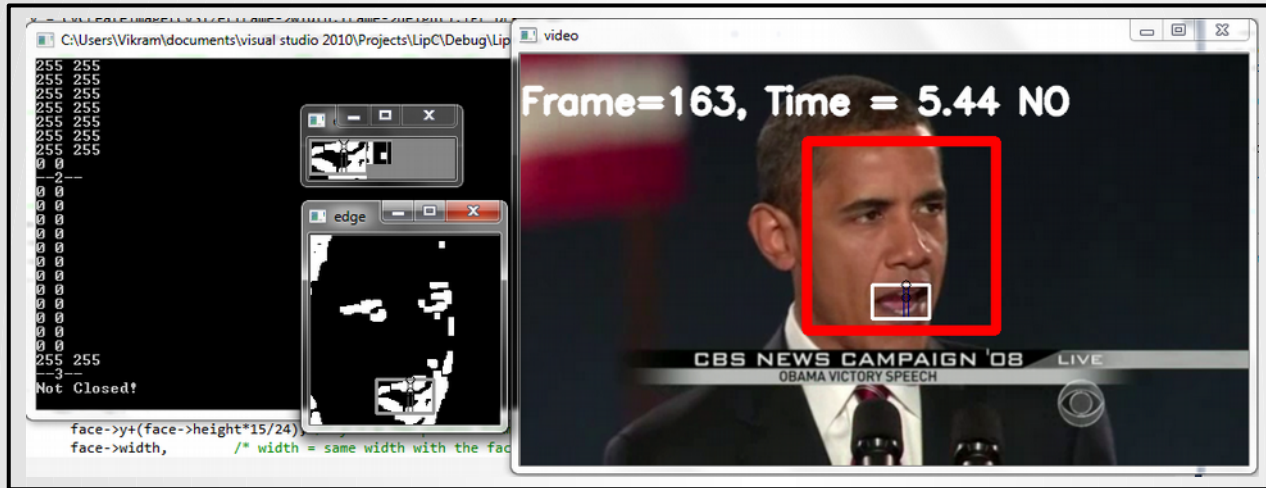 C:\Users\Vikram\documents\visual studio 2010\Projects\LipC\Debug\Lip
255 255
255 255
255 255
255 255
255 255
255 255
255 255
0 0
--2--
0 0
0 0
0 0
0 0
0 0
0 0
0 0
0 0
0 0
0 0
0 0
0 0
255 255
--3--
Not Closed!
edge
video
Frame=163, Time = 5.44 NO
CBS NEWS CAMPAIGN '08 LIVE
OBAMA VICTORY SPEECH
face->y+(face->height*15/24),
face->width, /* width = same width with the fac